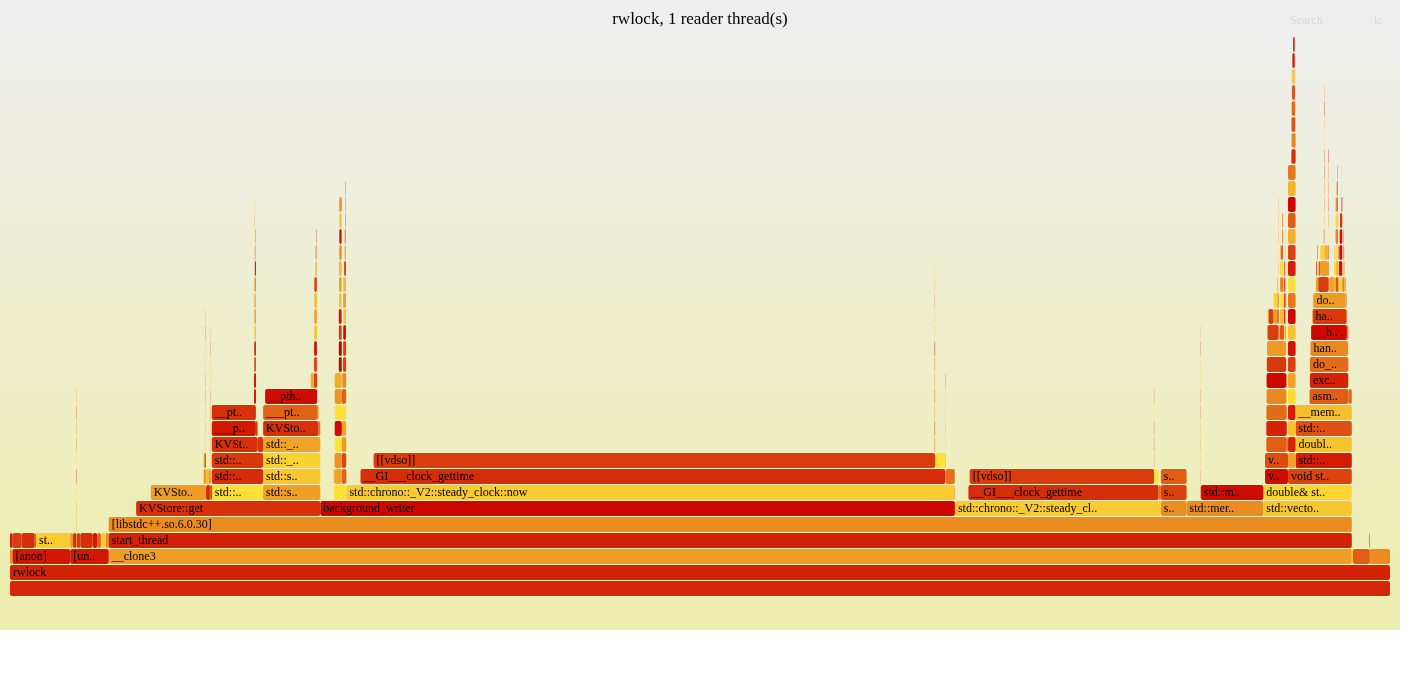 rwlock, 1 reader thread(s)
Search
ic
do..
ha..
__h..
han..
do_..
exc..
__pth..
asm..
__pt..
___pt..
__mem..
__p..
KVSto..
std::..
KVSt..
std::_..
doubl..
std::..
std::_..
[[vdso]]
v..
std::..
std::..
std::s..
__GI___clock_gettime
[[vdso]]
s..
v..
void st..
KVSto..
std::..
std::s..
std::chrono::_V2::steady_clock::now
__GI___clock_gettime
s..
std::m..
double& st..
KVStore::get
background_writer
std::chrono::_V2::steady_cl..
s..
std::mer..
std::vecto..
[libstdc++.so.6.0.30]
st..
start_thread
[anon]
[un..
__clone3
rwlock